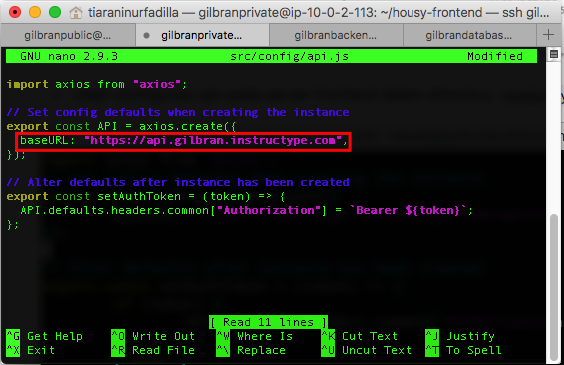 tiaraninurfadilla — gilbranprivate@ip-10-0-2-113: ~/housy-frontend — ssh gil...
gilbranpublic@... gilbranprivate... gilbranbacken... gilbrandatabas...
GNU nano 2.9.3 src/config/api.js Modified
import axios from "axios";
// Set config defaults when creating the instance
export const API = axios.create({
baseURL: "https://api.gilbran.instructype.com",
});
// Alter defaults after instance has been created
export const setAuthToken = (token) => {
API.defaults.headers.common["Authorization"] = `Bearer ${token}`;
};
[ Read 11 lines ]
^G Get Help ^O Write Out ^W Where Is ^K Cut Text ^J Justify
^X Exit ^R Read File ^\ Replace ^U Uncut Text ^T To Spell